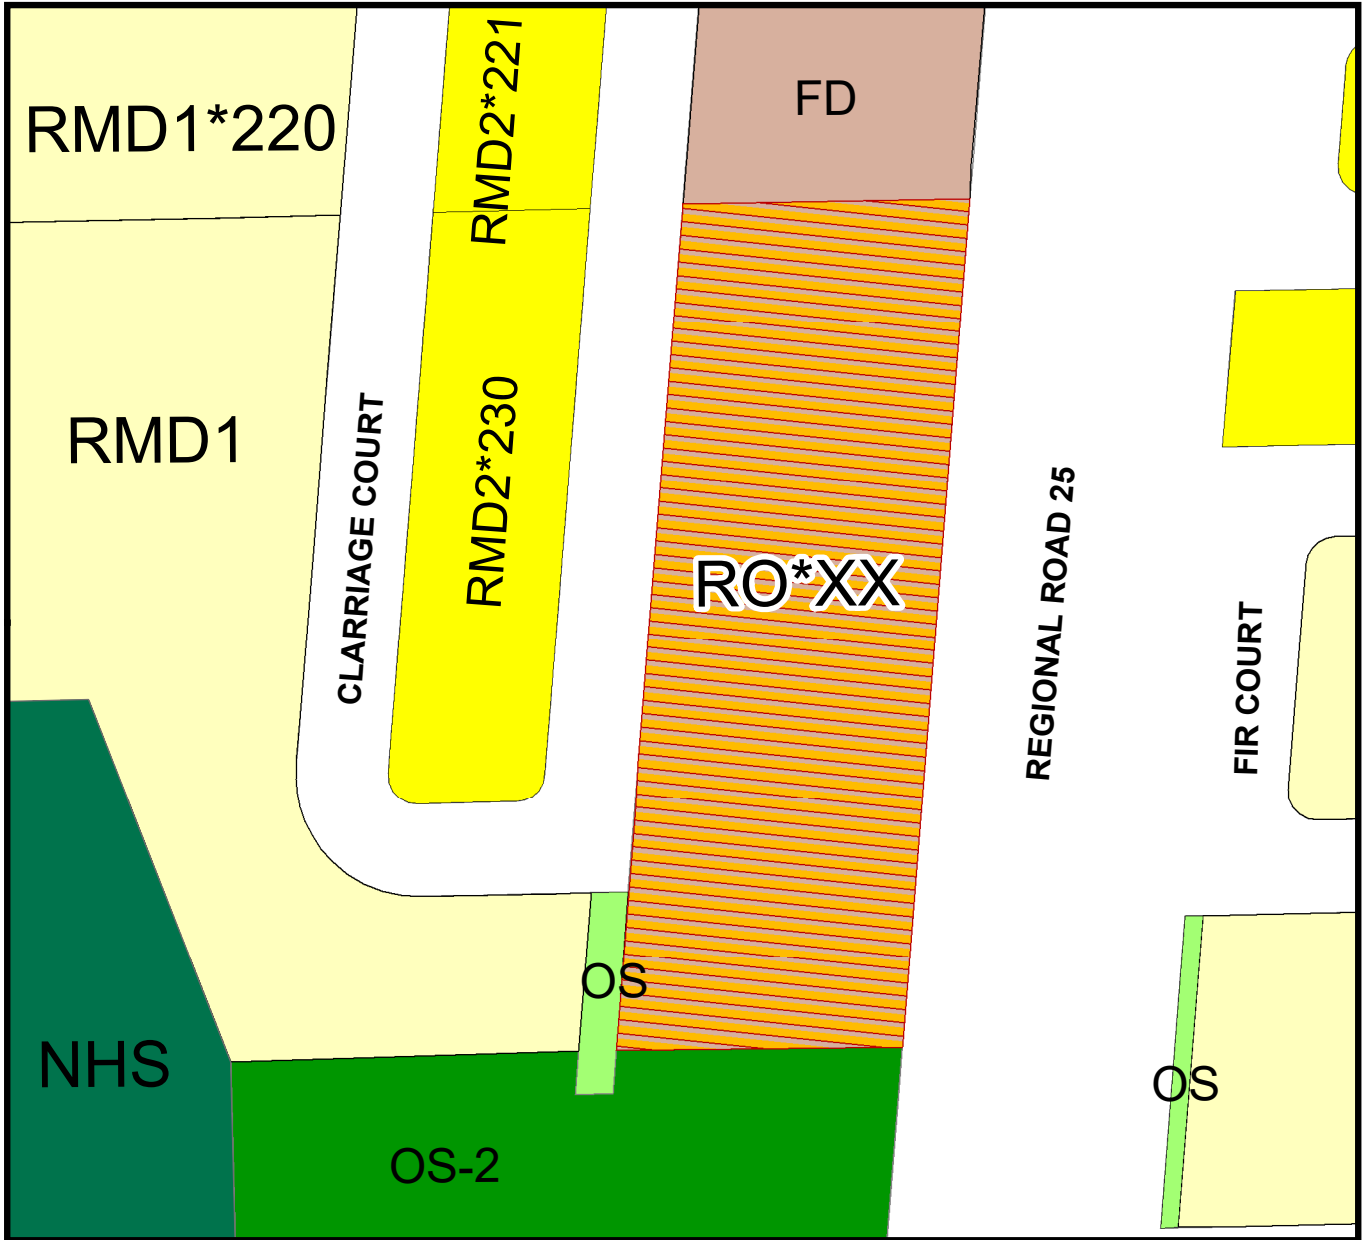 RMD1*220
RMD2*221
FD
RMD1
CLARRIAGE COURT
RMD2*230
RO*XX
REGIONAL ROAD 25
FIR COURT
OS
NHS
OS
OS-2